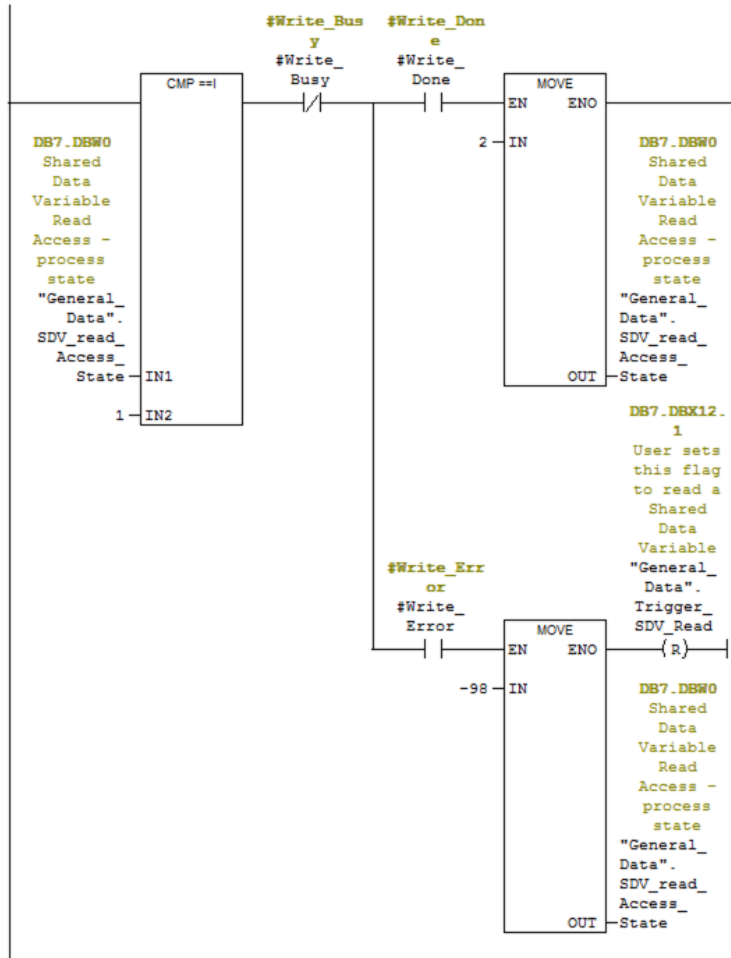 #Write_Bus
y
#Write_
Busy
#Write_Don
e
#Write_
Done
CMP ==I
MOVE
EN ENO
DB7.DBW0
Shared
Data
Variable
Read
Access -
process
state
"General_
Data".
SDV_read_
Access_
State
IN1
1
IN2
2
IN
DB7.DBW0
Shared
Data
Variable
Read
Access -
process
state
"General_
Data".
SDV_read_
Access_
OUT
State
DB7.DBX12.
1
User sets
this flag
to read a
Shared
Data
Variable
"General_
Data".
Trigger_
SDV_Read
#Write_Err
or
#Write_
Error
MOVE
EN ENO
(R)
-98
IN
DB7.DBW0
Shared
Data
Variable
Read
Access -
process
state
"General_
Data".
SDV_read_
Access_
OUT
State